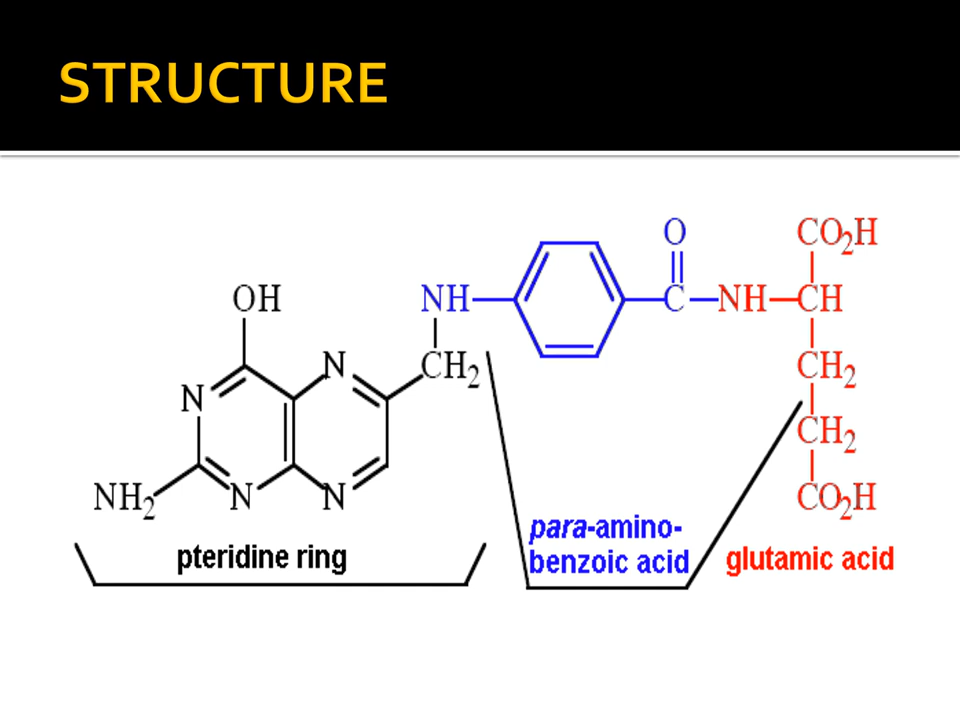 STRUCTURE
O CO₂H
OH NH C NH CH
N CH₂ CH₂
N CH₂
NH₂ N N CO₂H
para-amino-
benzoic acid
pteridine ring glutamic acid